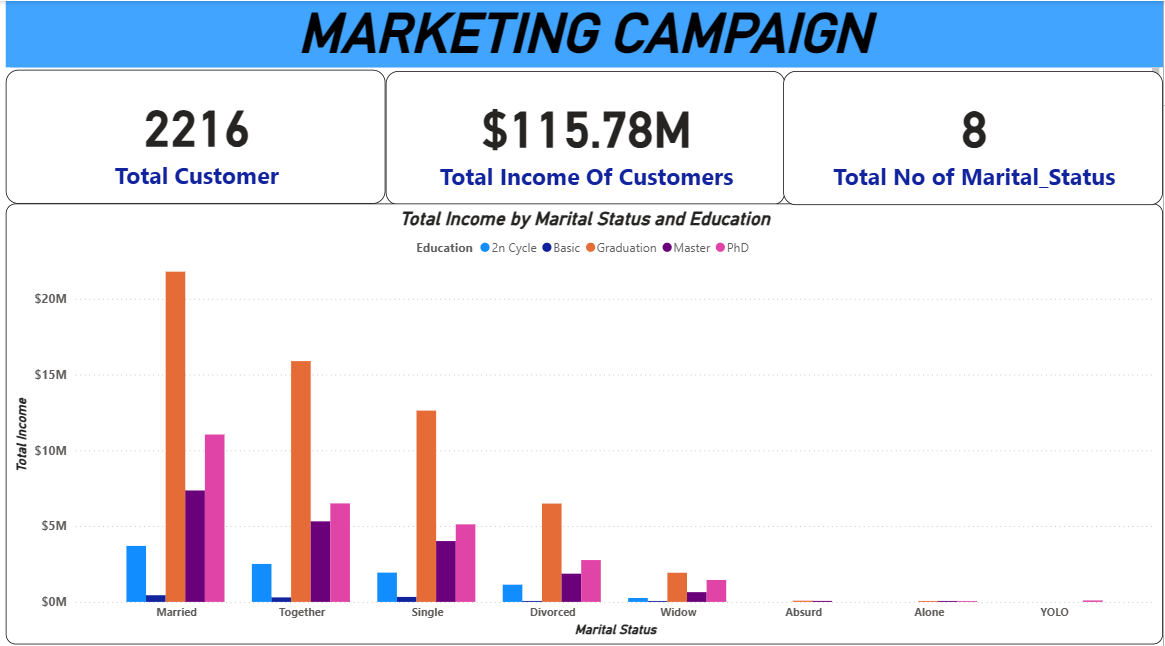 MARKETING CAMPAIGN
2216
Total Customer
$115.78M
Total Income Of Customers
8
Total No of Marital_Status
Total Income by Marital Status and Education
Education 2n Cycle Basic Graduation Master PhD
$20M
$15M
$10M
$5M
$0M
Total Income
Married Together Single Divorced Widow Absurd Alone YOLO
Marital Status